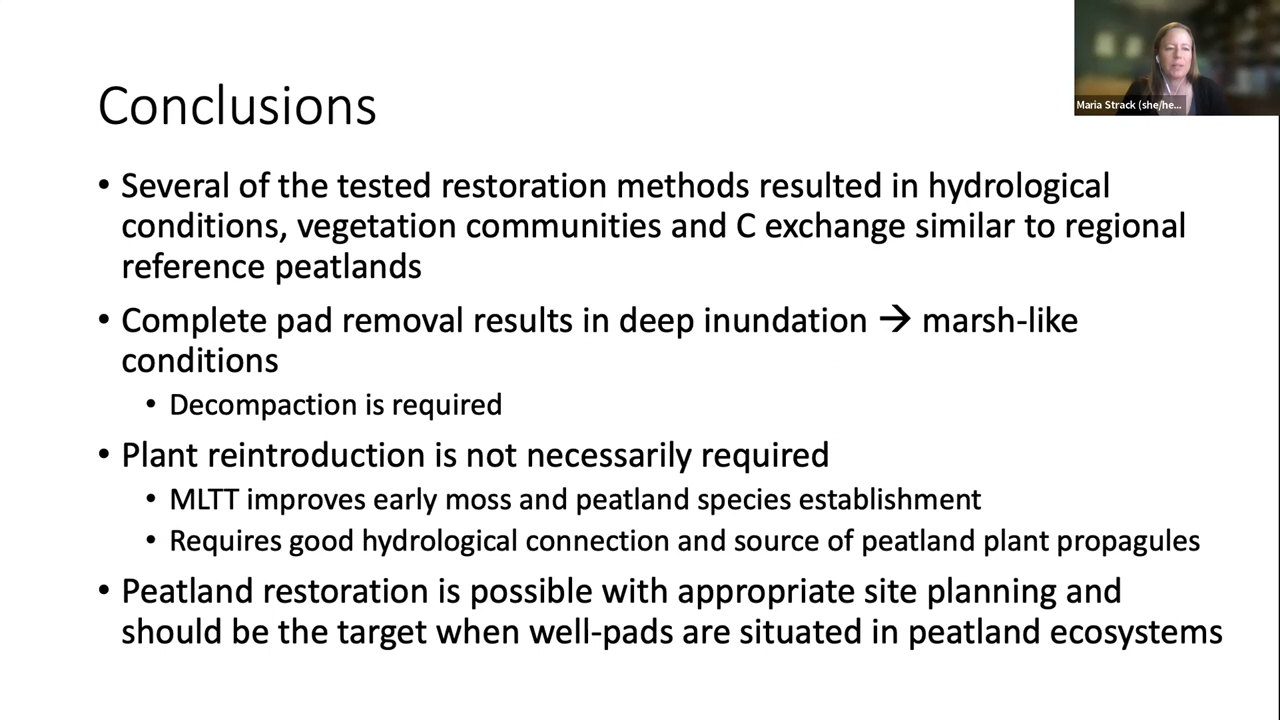 Maria Strack (she/he...
Conclusions
• Several of the tested restoration methods resulted in hydrological
conditions, vegetation communities and C exchange similar to regional
reference peatlands
• Complete pad removal results in deep inundation → marsh-like
conditions
• Decompaction is required
• Plant reintroduction is not necessarily required
• MLTT improves early moss and peatland species establishment
• Requires good hydrological connection and source of peatland plant propagules
• Peatland restoration is possible with appropriate site planning and
should be the target when well-pads are situated in peatland ecosystems